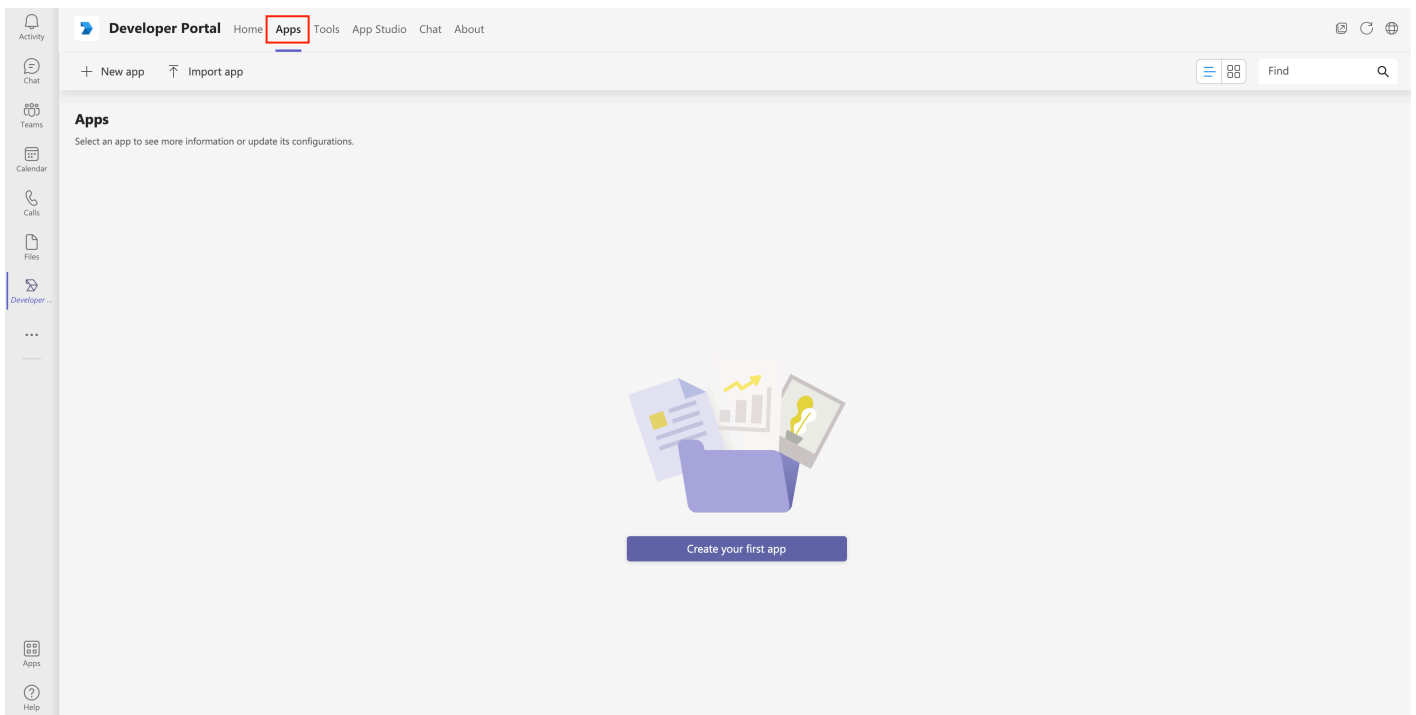 Activity
Chat
Teams
Calendar
Calls
Files
Developer ...
Apps
Help
Developer Portal Home Apps Tools App Studio Chat About
New app Import app Find
Apps
Select an app to see more information or update its configurations.
Create your first app